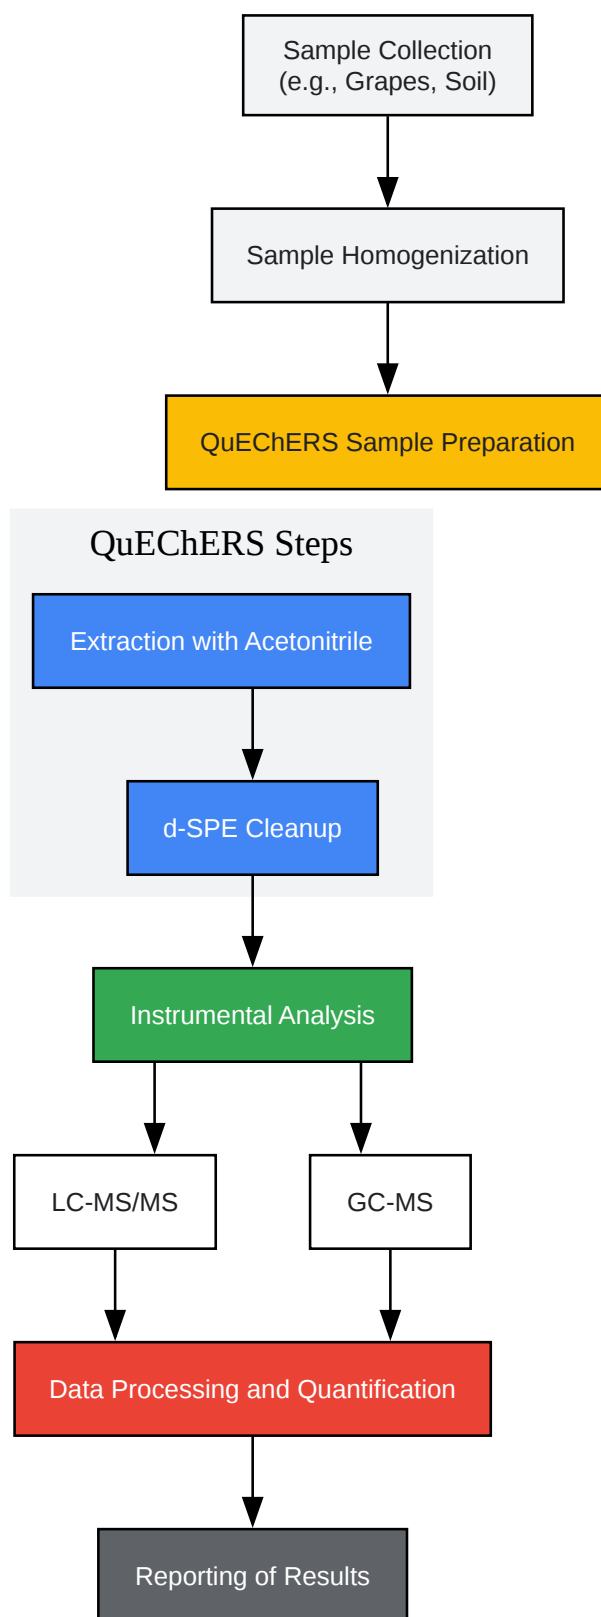 Sample Collection
(e.g., Grapes, Soil)
Sample Homogenization
QuEChERS Sample Preparation
QuEChERS Steps
Extraction with Acetonitrile
d-SPE Cleanup
Instrumental Analysis
LC-MS/MS
GC-MS
Data Processing and Quantification
Reporting of Results